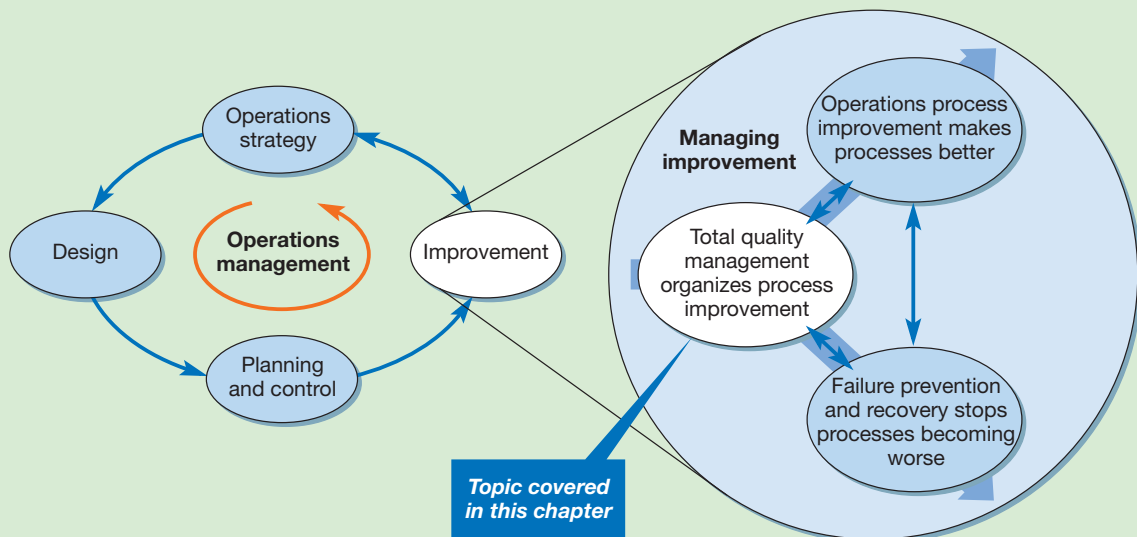 Operations
strategy
Design
Operations
management
Improvement
Planning
and control
Managing
improvement
Operations process
improvement makes
processes better
Total quality
management
organizes process
improvement
Failure prevention
and recovery stops
processes becoming
worse
Topic covered
in this chapter